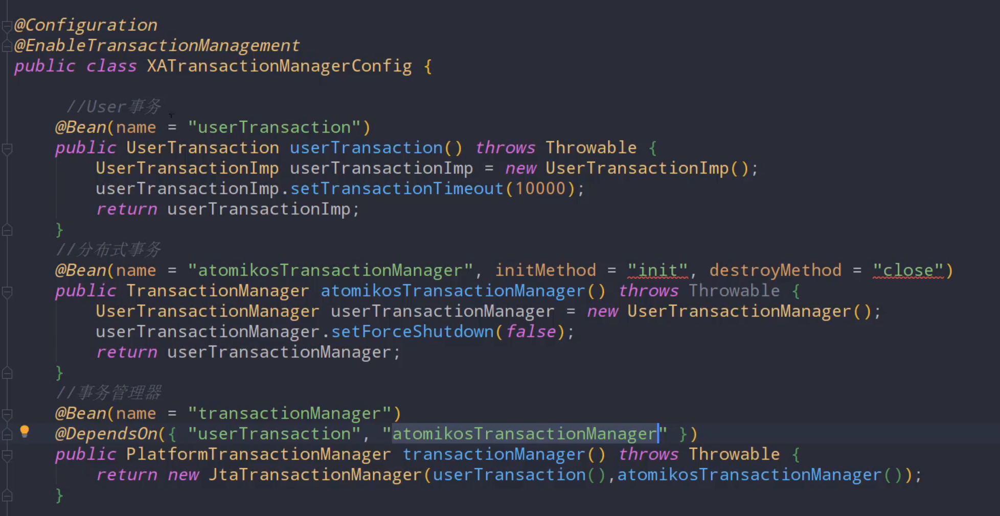 @Configuration
@EnableTransactionManagement
public class XATransactionManagerConfig {
//User事务
@Bean(name = "userTransaction")
public UserTransaction userTransaction() throws Throwable {
UserTransactionImp userTransactionImp = new UserTransactionImp();
userTransactionImp.setTransactionTimeout(10000);
return userTransactionImp;
}
//分布式事务
@Bean(name = "atomikosTransactionManager", initMethod = "init", destroyMethod = "close")
public TransactionManager atomikosTransactionManager() throws Throwable {
UserTransactionManager userTransactionManager = new UserTransactionManager();
userTransactionManager.setForceShutdown(false);
return userTransactionManager;
}
//事务管理器
@Bean(name = "transactionManager")
@DependsOn({ "userTransaction", "atomikosTransactionManager" })
public PlatformTransactionManager transactionManager() throws Throwable {
return new JtaTransactionManager(userTransaction(),atomikosTransactionManager());
}